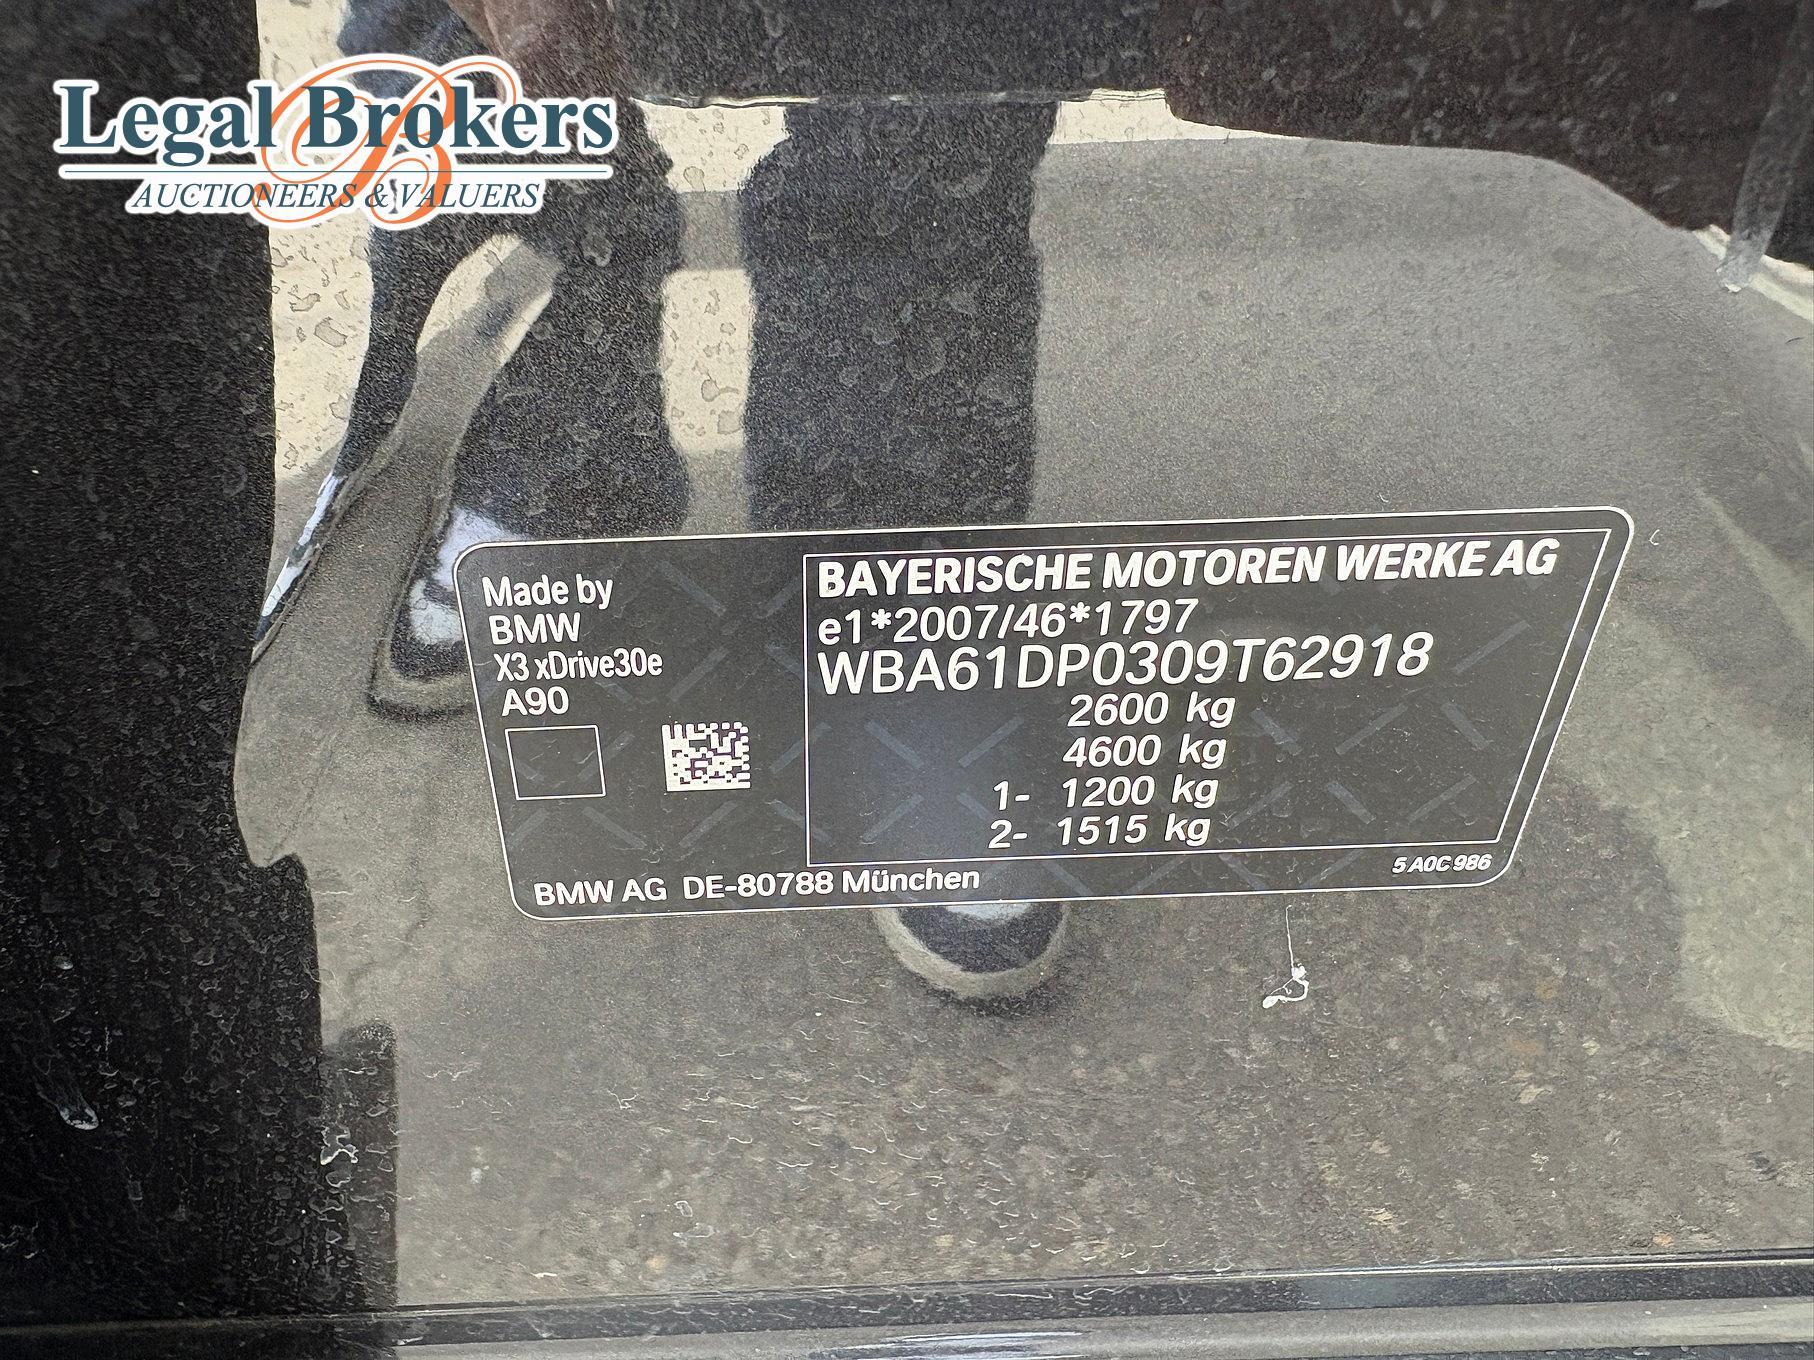 Legal Brokers
AUCTIONEERS & VALUERS
Made by
BMW
X3 xDrive30e
A90
BAYERISCHE MOTOREN WERKE AG
e1*2007/46*1797
WBA61DP0309T62918
2600 kg
4600 kg
1- 1200 kg
2- 1515 kg
BMW AG DE-80788 München
5 A0C 986